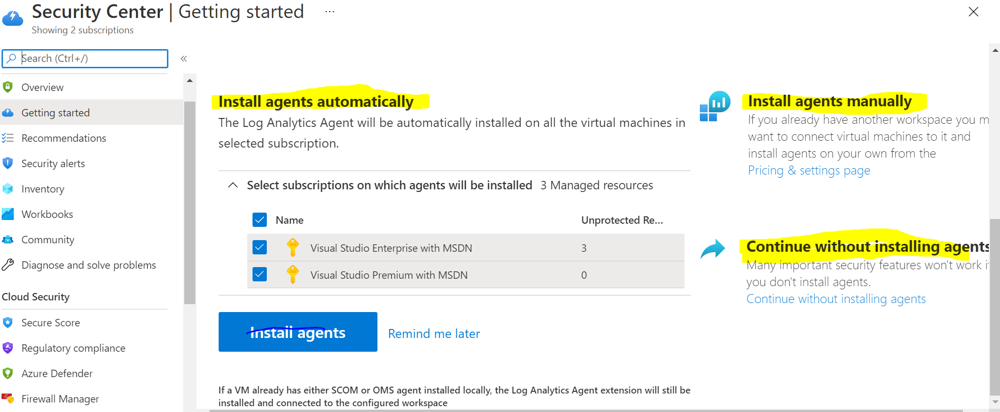 Security Center | Getting started ...
Showing 2 subscriptions
Search (Ctrl+/)
«
Overview
Getting started
Recommendations
Security alerts
Inventory
Workbooks
Community
Diagnose and solve problems
Cloud Security
Secure Score
Regulatory compliance
Azure Defender
Firewall Manager
Install agents automatically
The Log Analytics Agent will be automatically installed on all the virtual machines in
selected subscription.
Select subscriptions on which agents will be installed 3 Managed resources
Name Unprotected Re...
Visual Studio Enterprise with MSDN 3
Visual Studio Premium with MSDN 0
Install agents Remind me later
If a VM already has either SCOM or OMS agent installed locally, the Log Analytics Agent extension will still be
installed and connected to the configured workspace
Install agents manually
If you already have another workspace you m
want to connect virtual machines to it and
install agents on your own from the
Pricing & settings page
Continue without installing agents
Many important security features won't work i
you don't install agents.
Continue without installing agents